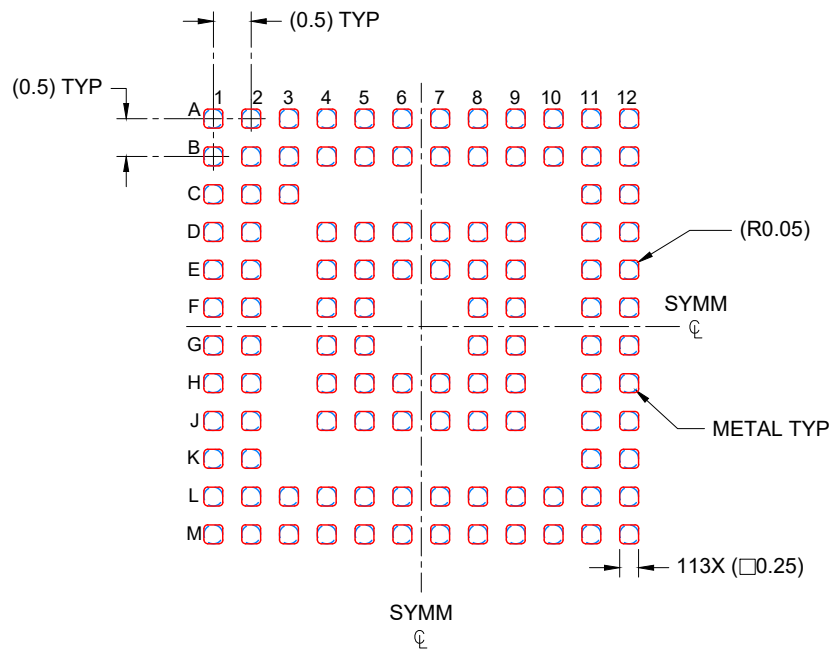 (0.5) TYP
(0.5) TYP
1 2 3 4 5 6 7 8 9 10 11 12
A
B
C
D
(R0.05)
E
F
SYMM
℄
G
H
J
METAL TYP
K
L
M
113X (□0.25)
SYMM
℄